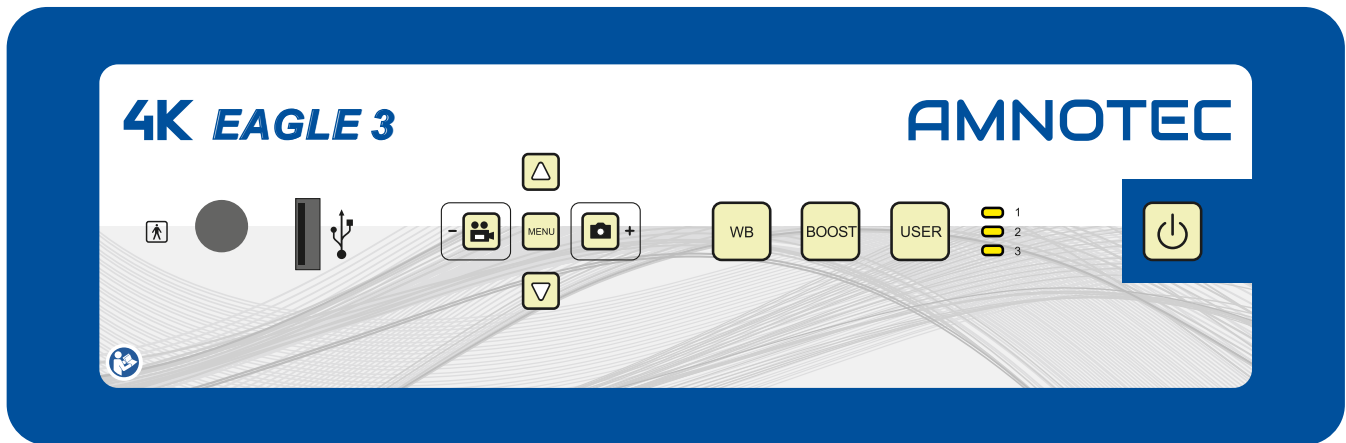 4K EAGLE 3
AMNOTEC
- MENU +
WB
BOOST
USER
1
2
3